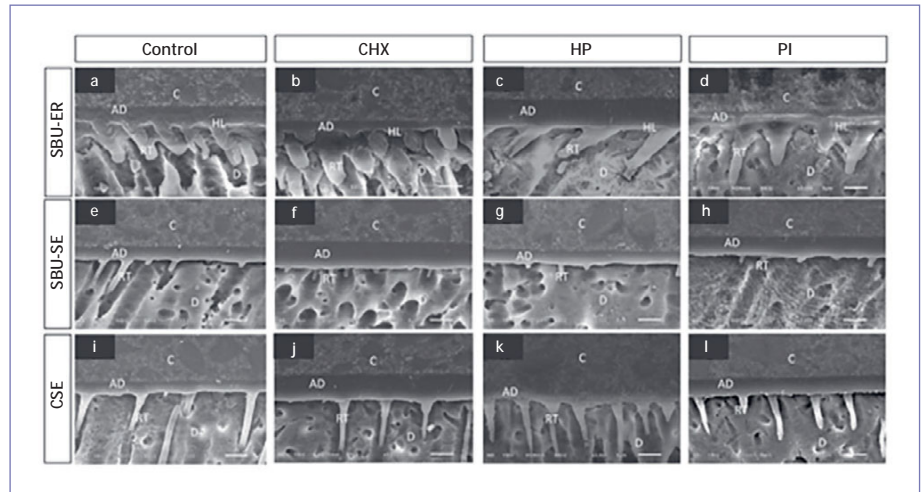 Control CHX HP PI
SBU-ER
a b c d
C C C C
AD AD AD AD
HL HL HL HL
RT RT RT RT
D D D D
SBU-SE
e f g h
C C C C
AD AD AD AD
RT RT RT RT
D D D D
CSE
i j k l
C C C C
AD AD AD AD
RT RT RT RT
D D D D